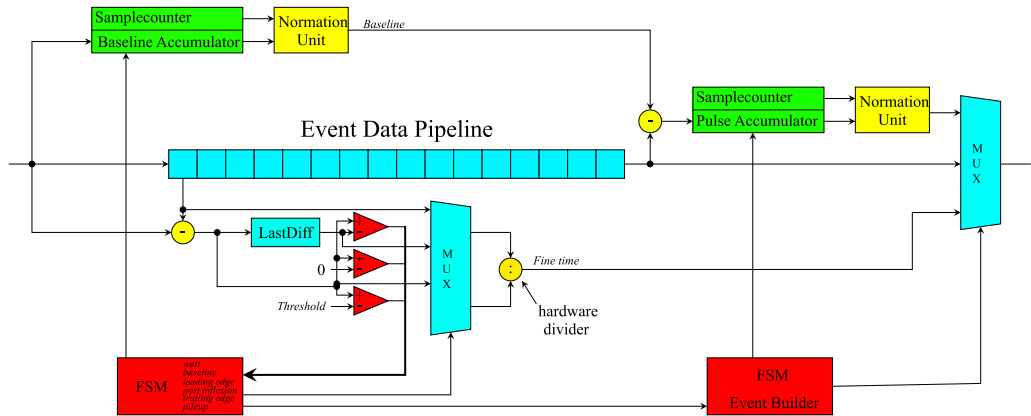 Samplecounter
Baseline Accumulator
Normation
Unit
Baseline
Samplecounter
Pulse Accumulator
Normation
Unit
Event Data Pipeline
-
M
U
X
-
LastDiff
+
-
+
-
0
+
-
Threshold
M
U
X
:
Fine time
hardware
divider
FSM
wait
baseline
leading edge
post inflexion
trailing edge
pileup
FSM
Event Builder